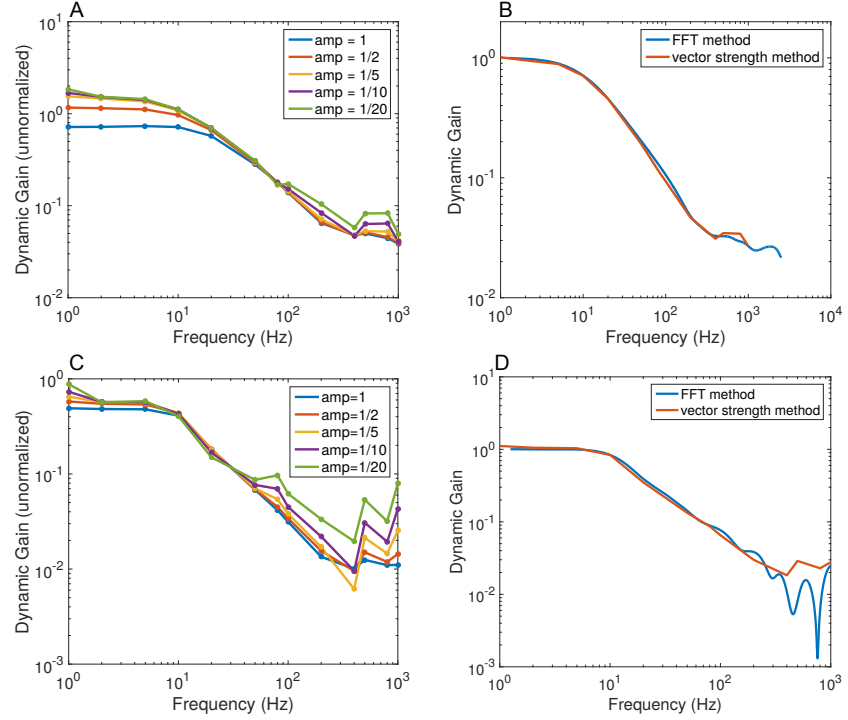 A
Dynamic Gain (unnormalized)
10^1
10^0
10^-1
10^-2
amp = 1
amp = 1/2
amp = 1/5
amp = 1/10
amp = 1/20
10^0 10^1 10^2 10^3
Frequency (Hz)
B
Dynamic Gain
10^0
10^-1
10^-2
FFT method
vector strength method
10^0 10^1 10^2 10^3 10^4
Frequency (Hz)
C
Dynamic Gain (unormalized)
10^0
10^-1
10^-2
10^-3
amp=1
amp=1/2
amp=1/5
amp=1/10
amp=1/20
10^0 10^1 10^2 10^3
Frequency (Hz)
D
Dynamic Gain
10^1
10^0
10^-1
10^-2
10^-3
FFT method
vector strength method
10^0 10^1 10^2 10^3
Frequency (Hz)